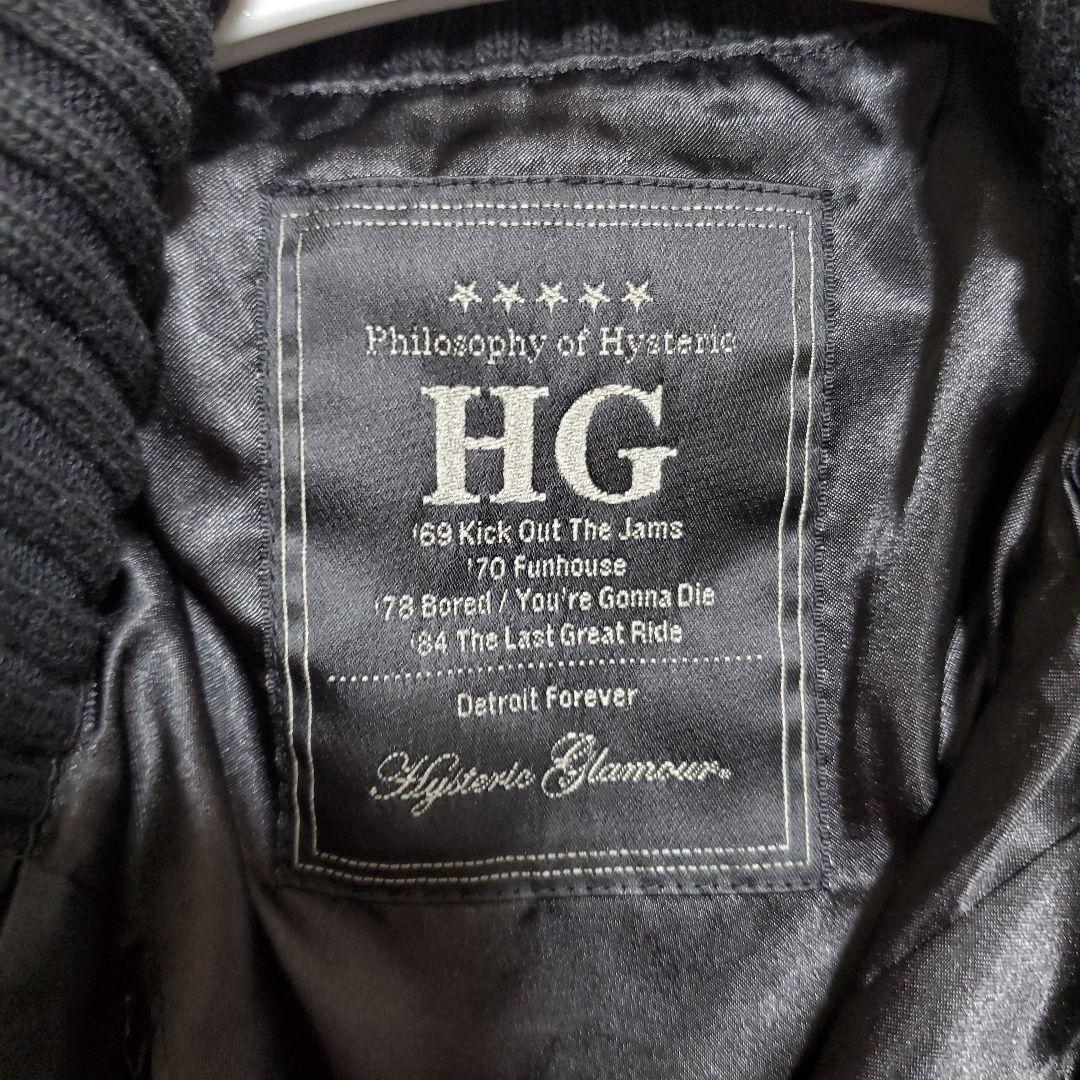 Philosophy of Hysteric
HG
'69 Kick Out The Jams
'70 Funhouse
'78 Bored / You're Gonna Die
'84 The Last Great Ride
Detroit Forever
Hysteric Glamour.